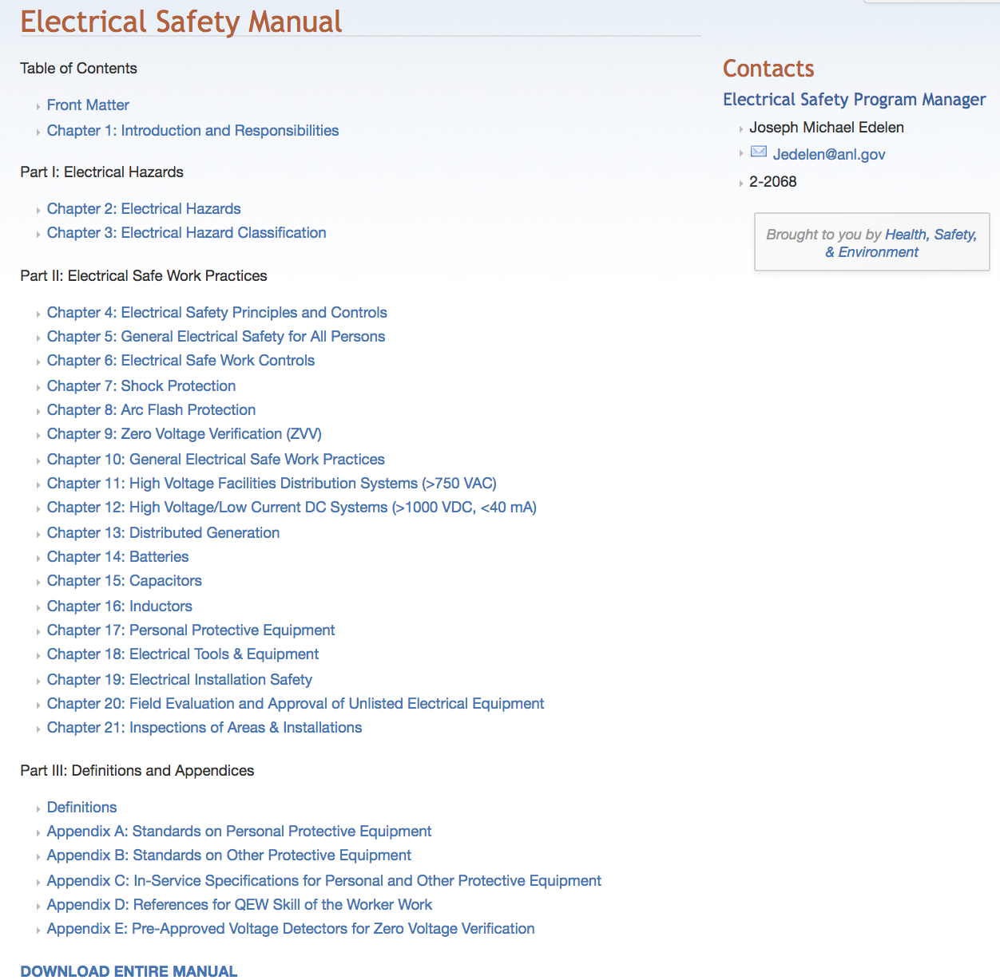 Electrical Safety Manual
Table of Contents
Front Matter
Chapter 1: Introduction and Responsibilities
Part I: Electrical Hazards
Chapter 2: Electrical Hazards
Chapter 3: Electrical Hazard Classification
Part II: Electrical Safe Work Practices
Chapter 4: Electrical Safety Principles and Controls
Chapter 5: General Electrical Safety for All Persons
Chapter 6: Electrical Safe Work Controls
Chapter 7: Shock Protection
Chapter 8: Arc Flash Protection
Chapter 9: Zero Voltage Verification (ZVV)
Chapter 10: General Electrical Safe Work Practices
Chapter 11: High Voltage Facilities Distribution Systems (>750 VAC)
Chapter 12: High Voltage/Low Current DC Systems (>1000 VDC, <40 mA)
Chapter 13: Distributed Generation
Chapter 14: Batteries
Chapter 15: Capacitors
Chapter 16: Inductors
Chapter 17: Personal Protective Equipment
Chapter 18: Electrical Tools & Equipment
Chapter 19: Electrical Installation Safety
Chapter 20: Field Evaluation and Approval of Unlisted Electrical Equipment
Chapter 21: Inspections of Areas & Installations
Part III: Definitions and Appendices
Definitions
Appendix A: Standards on Personal Protective Equipment
Appendix B: Standards on Other Protective Equipment
Appendix C: In-Service Specifications for Personal and Other Protective Equipment
Appendix D: References for QEW Skill of the Worker Work
Appendix E: Pre-Approved Voltage Detectors for Zero Voltage Verification
DOWNLOAD ENTIRE MANUAL
Contacts
Electrical Safety Program Manager
Joseph Michael Edelen
Jedelen@anl.gov
2-2068
Brought to you by Health, Safety,
& Environment